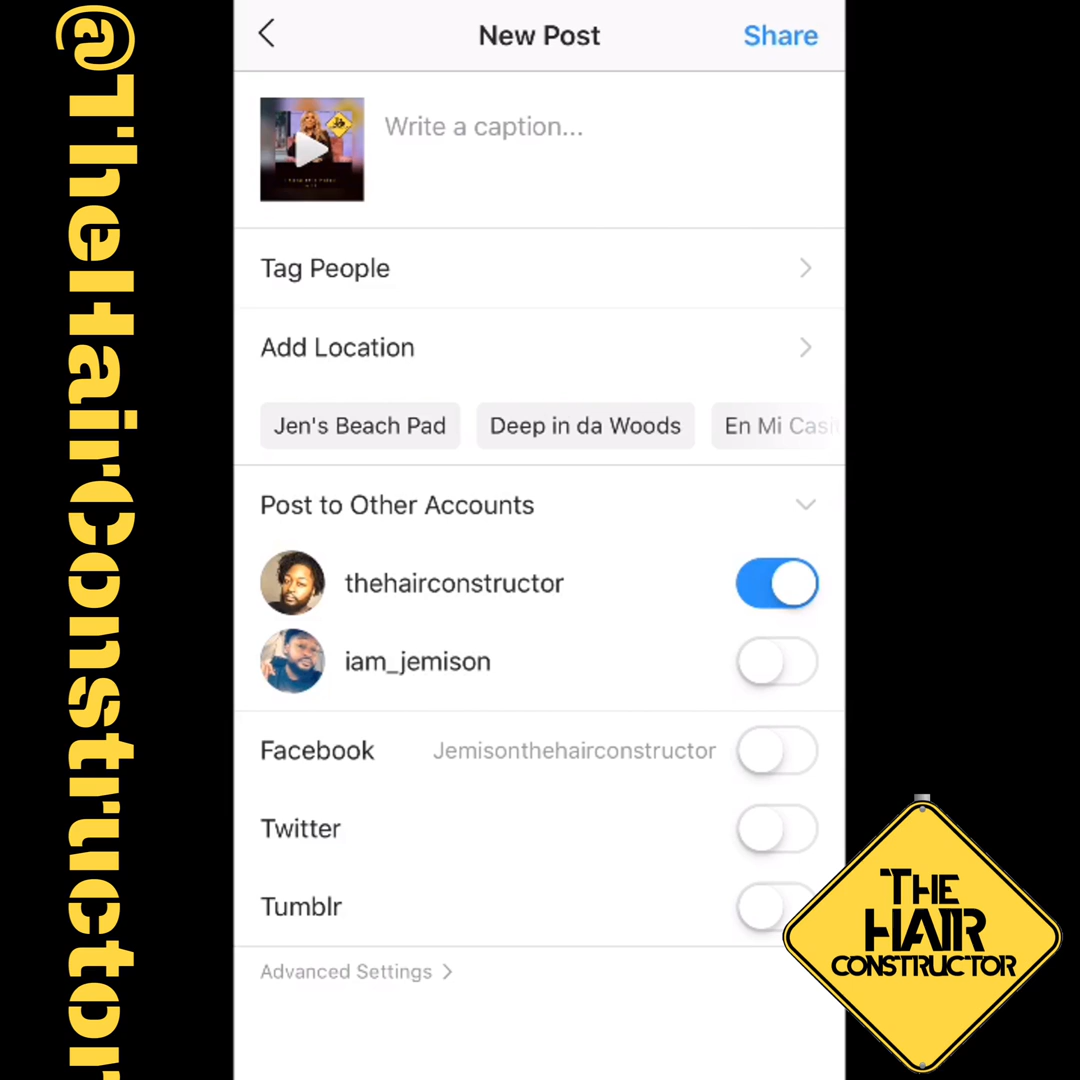 @TheHairConstructor
New Post
Share
Write a caption...
Tag People
Add Location
Jen's Beach Pad
Deep in da Woods
En Mi Casi
Post to Other Accounts
thehairconstructor
iam_jemison
Facebook
Jemisonthehairconstructor
Twitter
Tumblr
Advanced Settings
THE
HAIR
CONSTRUCTOR